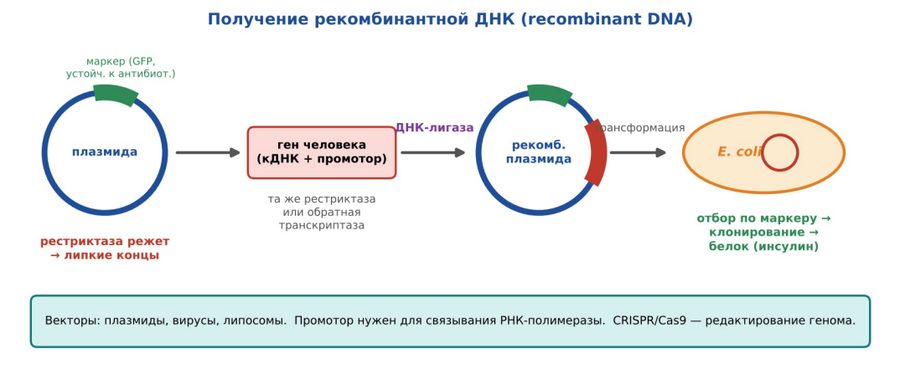 Получение рекомбинантной ДНК (recombinant DNA)
маркер (GFP,
устойч. к антибиот.)
плазмида
рестриктаза режет
→ липкие концы
ген человека
(кДНК + промотор)
та же рестриктаза
или обратная
транскриптаза
ДНК-лигаза
рекомб.
плазмида
трансформация
E. coli
отбор по маркеру →
клонирование →
белок (инсулин)
Векторы: плазмиды, вирусы, липосомы.  Промотор нужен для связывания РНК-полимеразы.  CRISPR/Cas9 — редактирование генома.